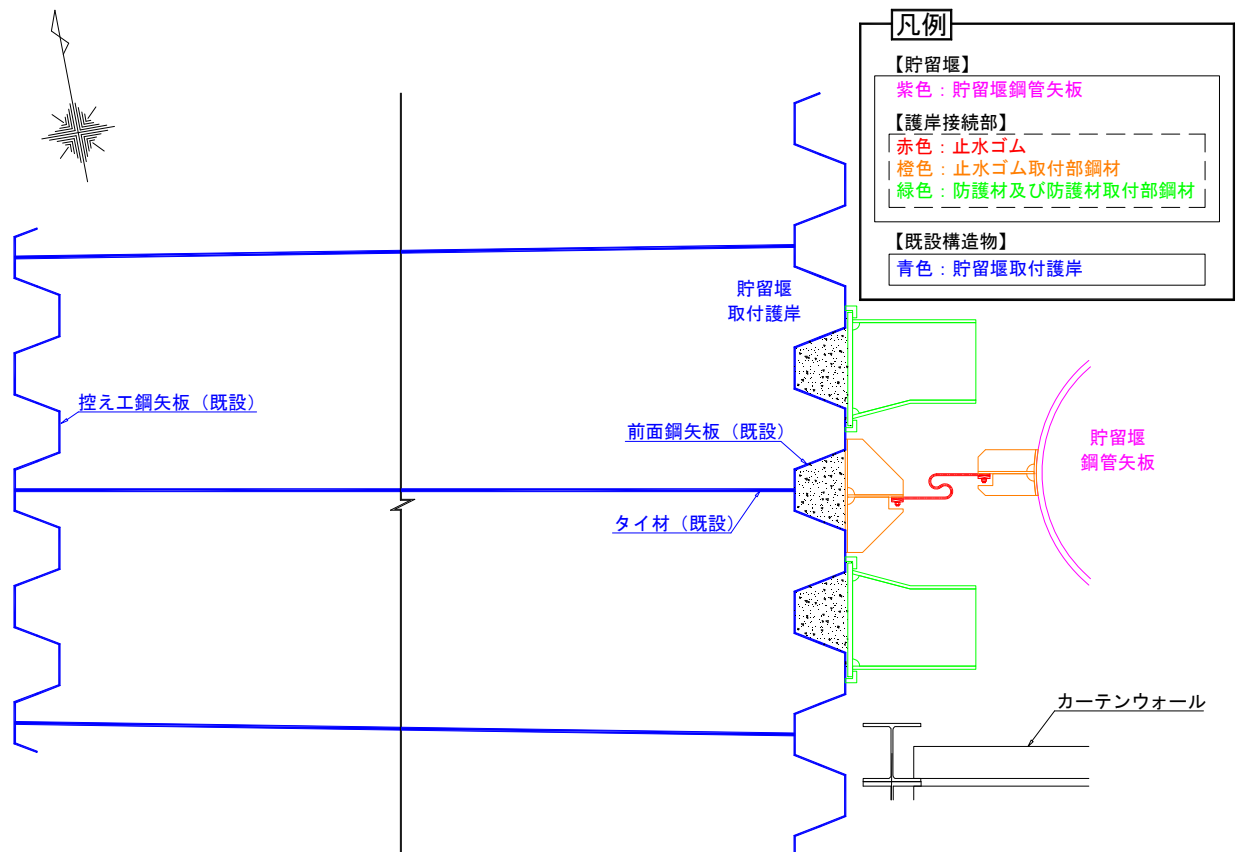 凡例
【貯留堰】
紫色：貯留堰鋼管矢板
【護岸接続部】
赤色：止水ゴム
橙色：止水ゴム取付部鋼材
緑色：防護材及び防護材取付部鋼材
【既設構造物】
青色：貯留堰取付護岸
貯留堰
取付護岸
控え工鋼矢板（既設）
前面鋼矢板（既設）
貯留堰
鋼管矢板
タイ材（既設）
カーテンウォール